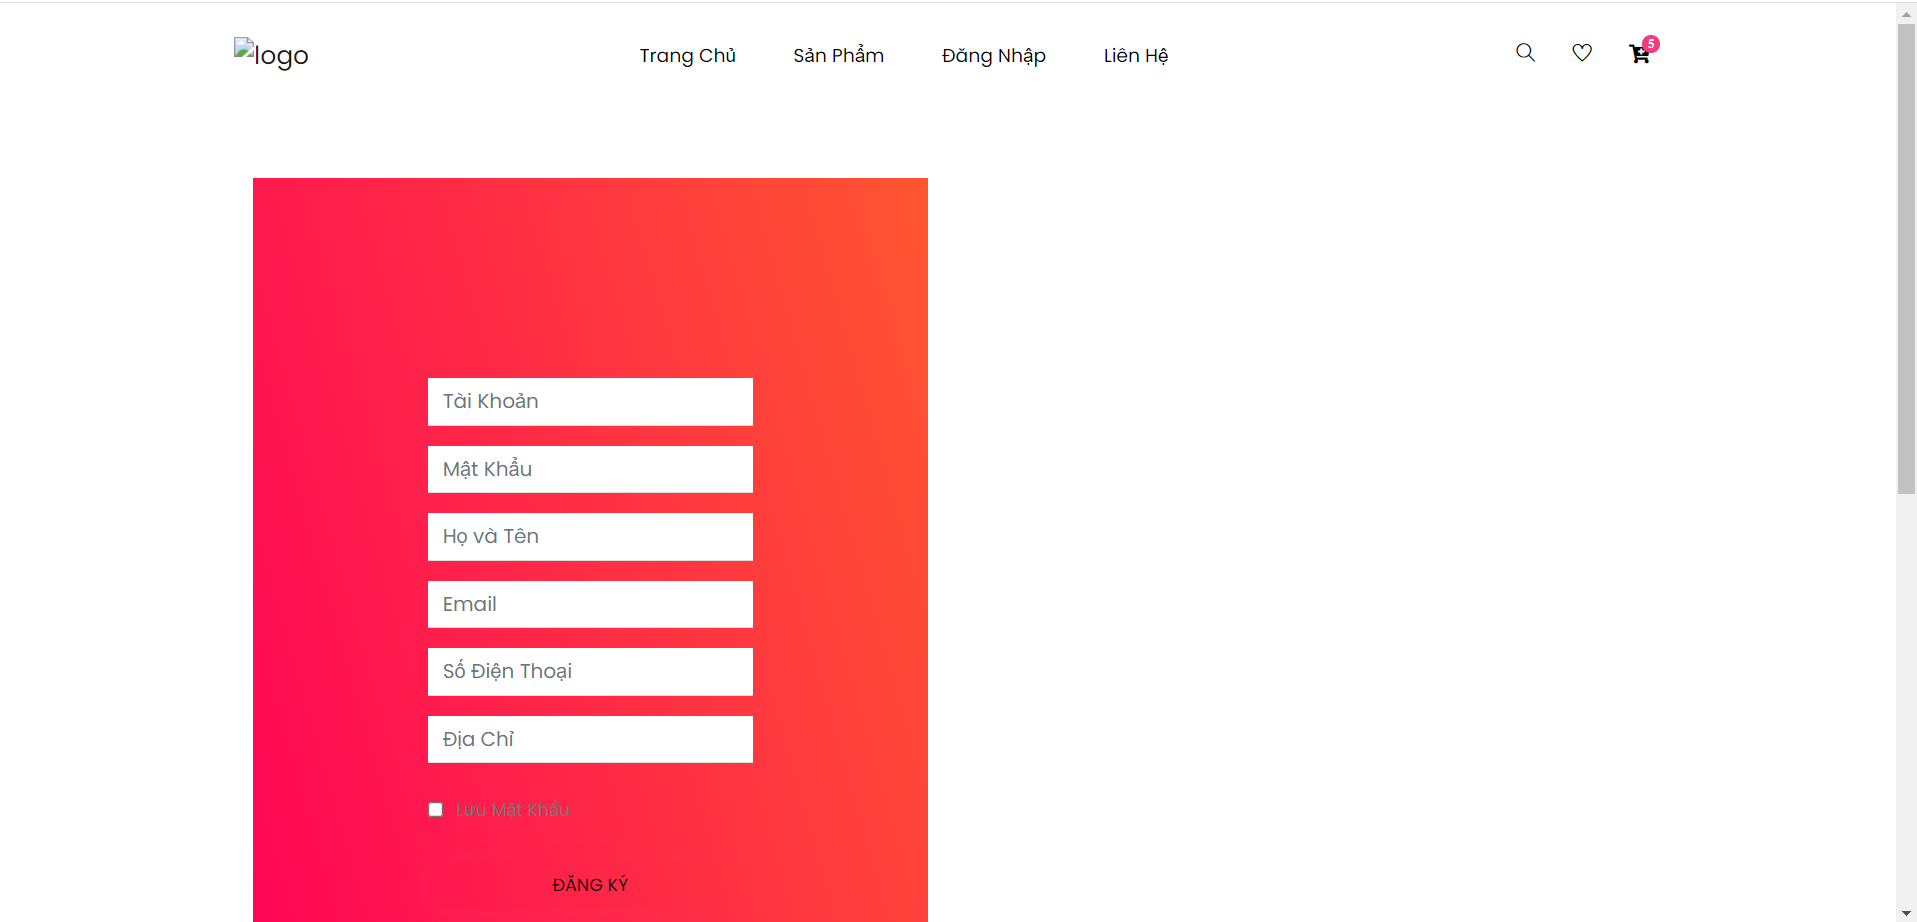 logo
Trang Chủ Sản Phẩm Đăng Nhập Liên Hệ 5
Tài Khoản
Mật Khẩu
Họ và Tên
Email
Số Điện Thoại
Địa Chỉ
Lưu Mật Khẩu
ĐĂNG KÝ